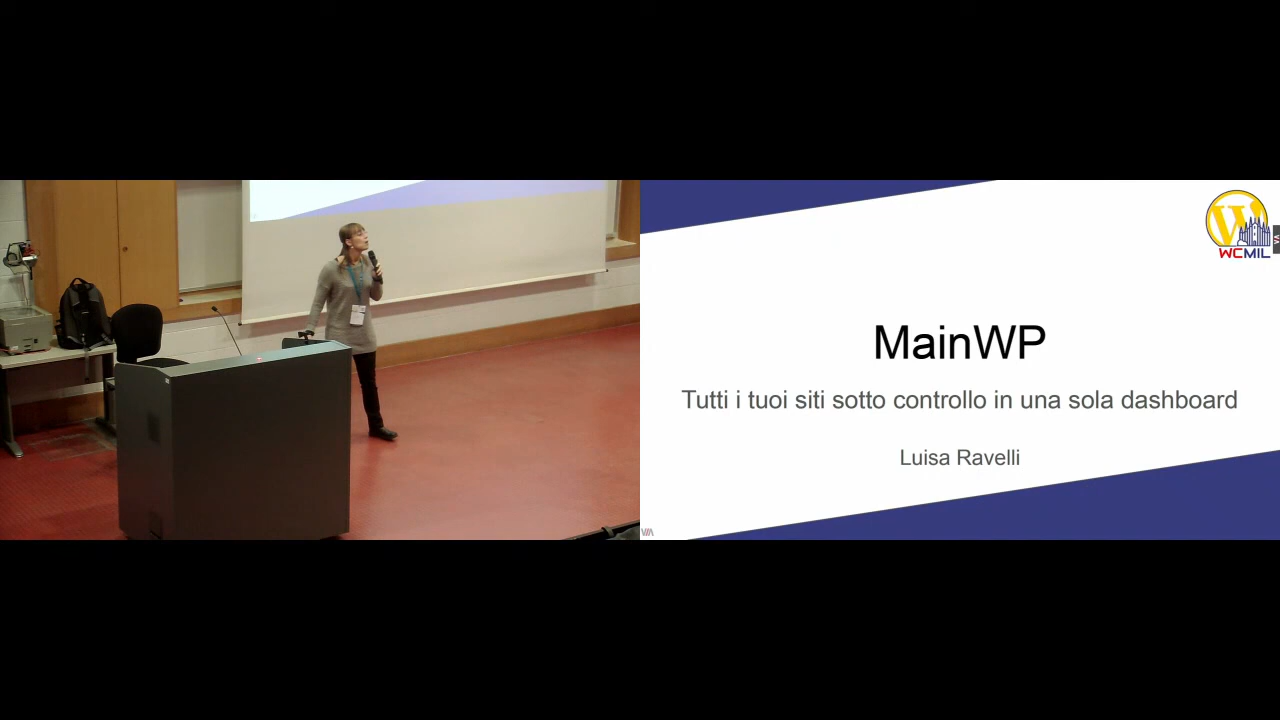 WCMIL
MainWP
Tutti i tuoi siti sotto controllo in una sola dashboard
Luisa Ravelli